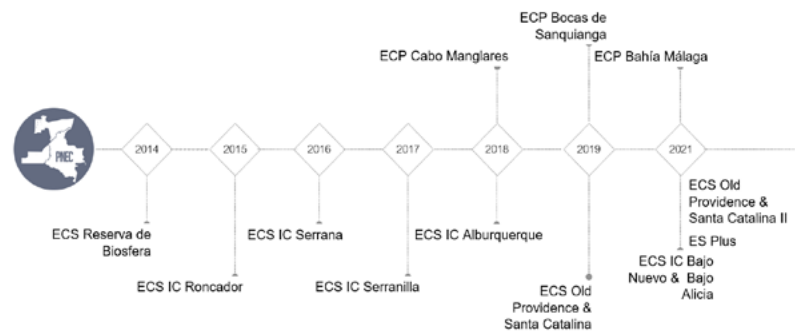 ECP Bocas de
Sanquianga
ECP Cabo Manglares
ECP Bahía Málaga
PNEC
2014
2015
2016
2017
2018
2019
2021
ECS Reserva de
Biosfera
ECS IC Roncador
ECS IC Serrana
ECS IC Serranilla
ECS IC Alburquerque
ECS Old
Providence &
Santa Catalina
ECS Old
Providence &
Santa Catalina II
ES Plus
ECS IC Bajo
Nuevo & Bajo
Alicia